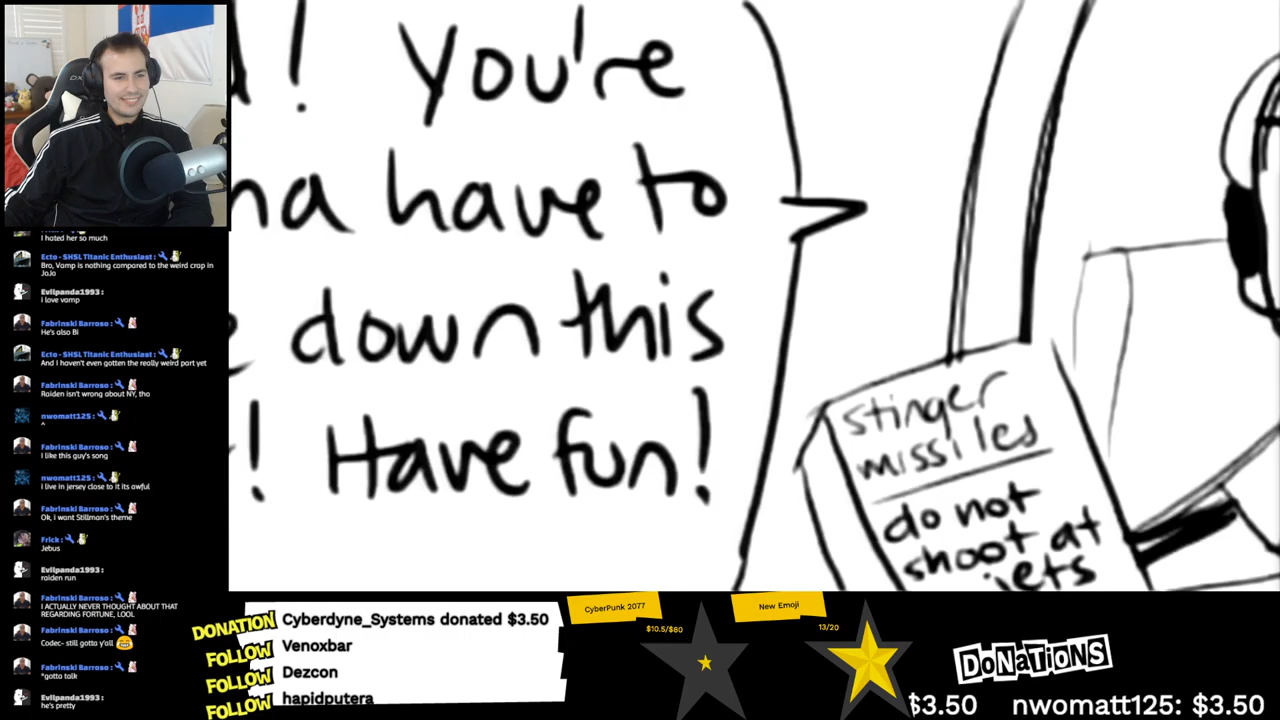 ! You're
na have to
down this
! Have fun!
stinger
missiles
do not
shoot at
jets
I hated her so much
Ecto - SHSL Titanic Enthusiast :
Bro, Vamp is nothing compared to the weird crap in
JoJo
Evilpanda1993 :
i love vamp
Fabrinski Barroso :
He's also Bi
Ecto - SHSL Titanic Enthusiast :
And I haven't even gotten the really weird part yet
Fabrinski Barroso :
Raiden isn't wrong about NY, tho
nwomatt125 :
^
Fabrinski Barroso :
I like this guy's song
nwomatt125 :
i live in jersey close to it its awful
Fabrinski Barroso :
Ok, i want Stillman's theme
Frick :
Jebus
Evilpanda1993 :
raiden run
Fabrinski Barroso :
I ACTUALLY NEVER THOUGHT ABOUT THAT
REGARDING FORTUNE, LOOL
Fabrinski Barroso :
Codec- still gotta y'all
Fabrinski Barroso :
*gotta talk
Evilpanda1993 :
he's pretty
DONATION Cyberdyne_Systems donated $3.50
FOLLOW Venoxbar
FOLLOW Dezcon
FOLLOW hapidputera
CyberPunk 2077
$10.5/$80
New Emoji
13/20
DoNaTioNS
$3.50 nwomatt125: $3.50